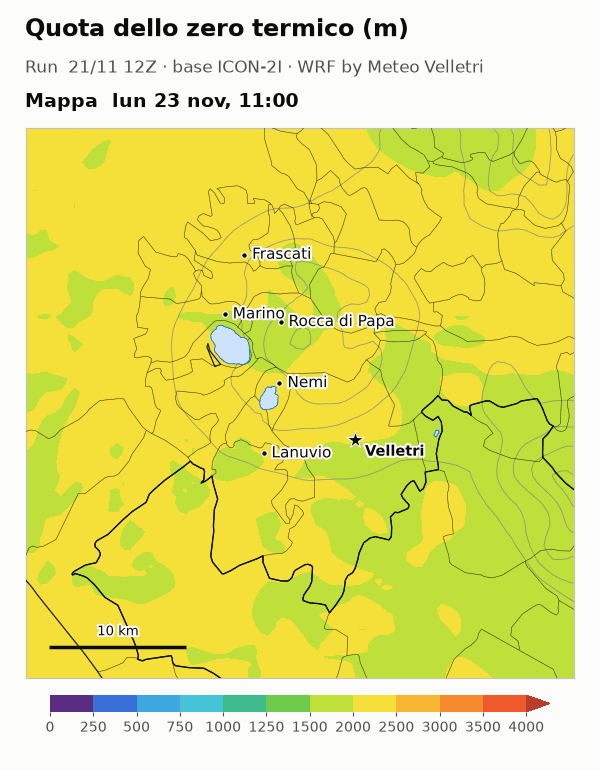 Quota dello zero termico (m)
Run  21/11 12Z · base ICON-2I · WRF by Meteo Velletri
Mappa  lun 23 nov, 11:00
Frascati
Marino
Rocca di Papa
Nemi
Velletri
Lanuvio
10 km
0 250 500 750 1000 1250 1500 2000 2500 3000 3500 4000